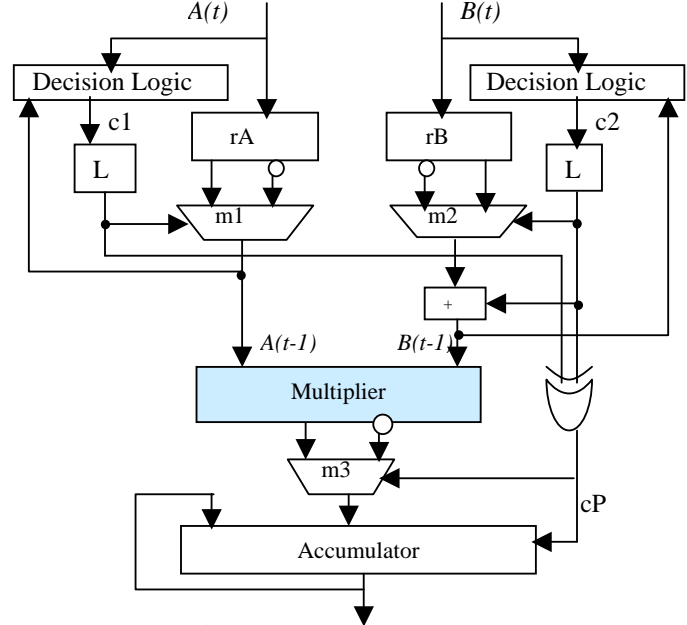 A(t) B(t)
Decision Logic Decision Logic
c1 c2
rA rB
L L
m1 m2
+
A(t-1) B(t-1)
Multiplier
m3
cP
Accumulator